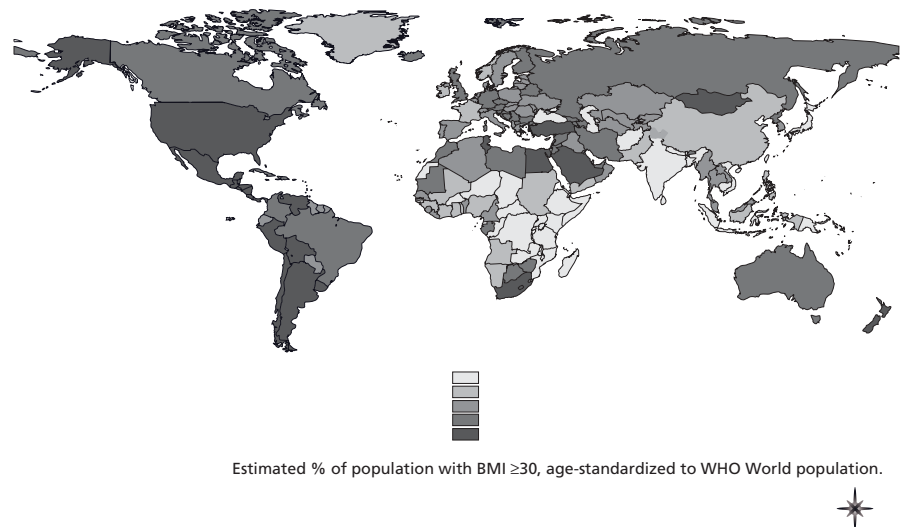 Estimated % of population with BMI ≥30, age-standardized to WHO World population.